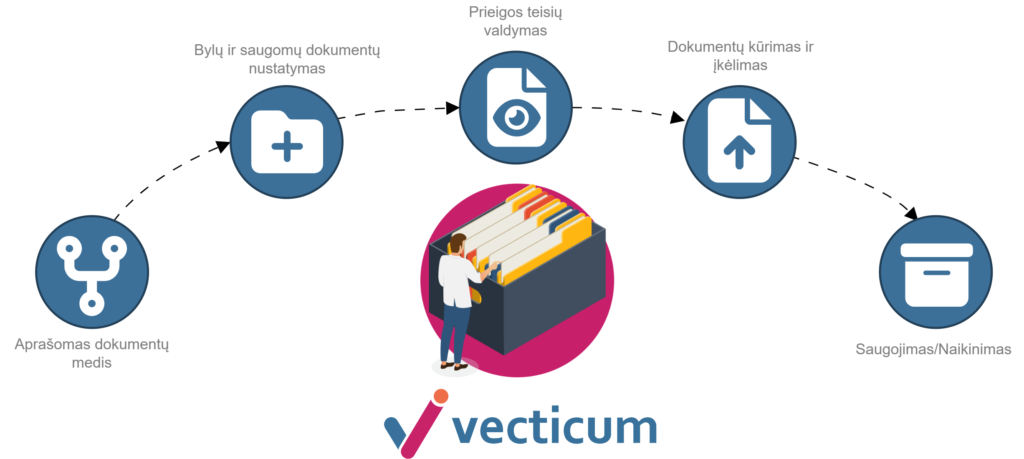 Aprašomas dokumentų
medis
Bylų ir saugomų dokumentų
nustatymas
Prieigos teisių
valdymas
Dokumentų kūrimas ir
įkėlimas
Saugojimas/Naikinimas
vecticum